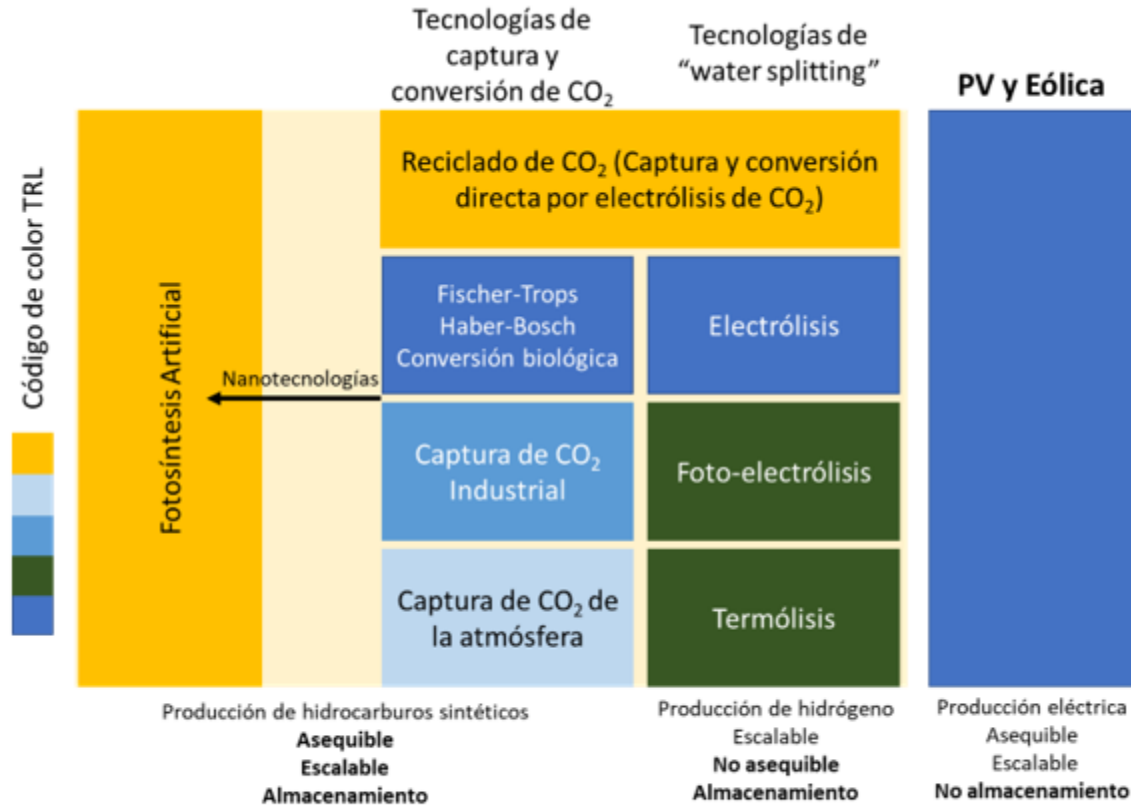 Tecnologías de
captura y
conversión de CO₂
Tecnologías de
“water splitting”
PV y Eólica
Código de color TRL
Fotosíntesis Artificial
Reciclado de CO₂ (Captura y conversión
directa por electrólisis de CO₂)
Fischer-Trops
Haber-Bosch
Conversión biológica
Electrólisis
Nanotecnologías
Captura de CO₂
Industrial
Foto-electrólisis
Captura de CO₂ de
la atmósfera
Termólisis
Producción de hidrocarburos sintéticos
Asequible
Escalable
Almacenamiento
Producción de hidrógeno
Escalable
No asequible
Almacenamiento
Producción eléctrica
Asequible
Escalable
No almacenamiento